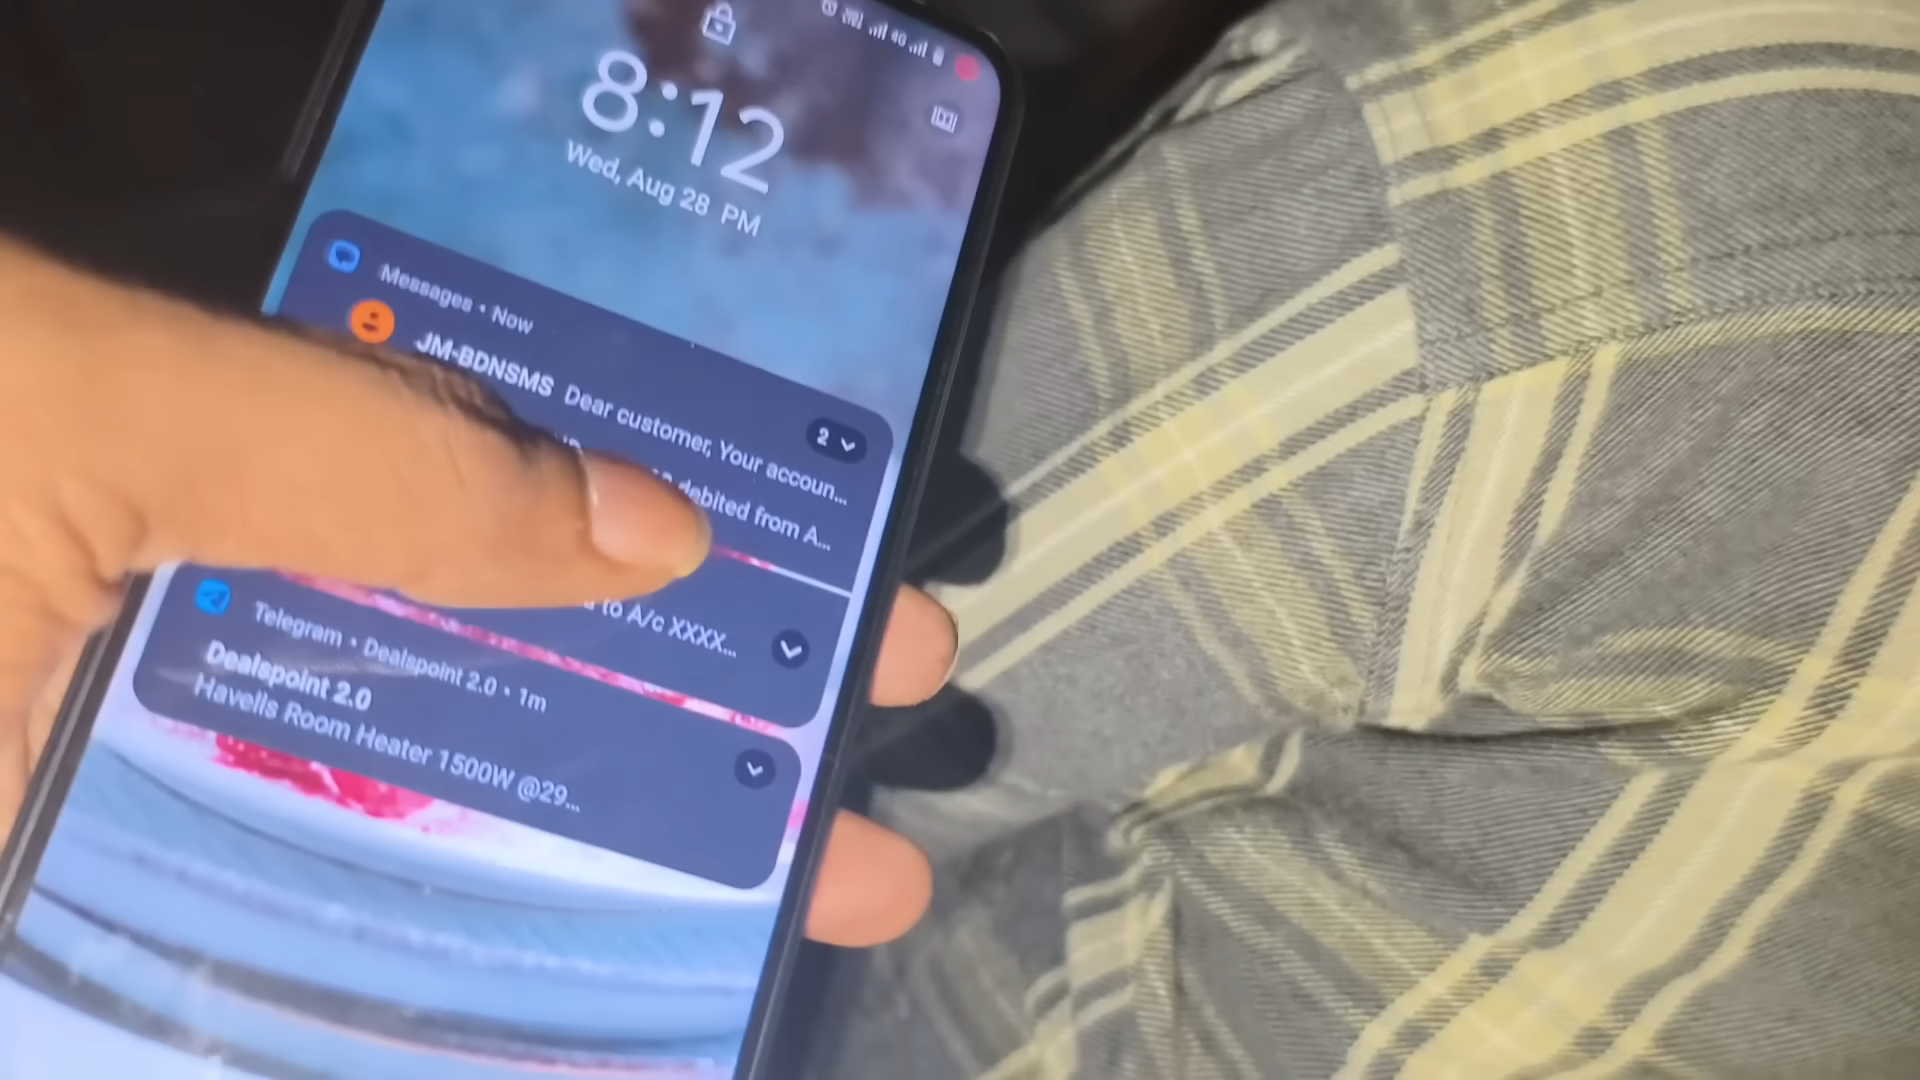 4G
8:12
Wed, Aug 28 PM
Messages • Now
JM-BDNSMS Dear customer, Your accoun...
2
debited from A...
to A/c XXXX...
Telegram • Dealspoint 2.0 • 1m
Dealspoint 2.0
Havells Room Heater 1500W @29...